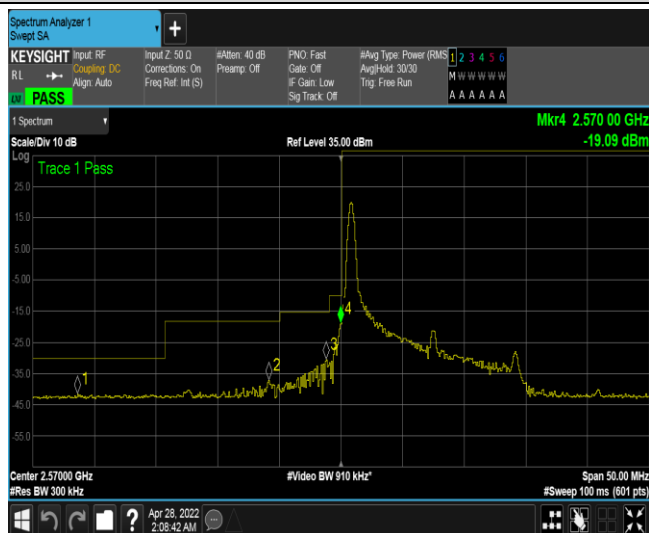 Spectrum Analyzer 1
Swept SA
KEYSIGHT
RL
LM PASS
Input: RF
Coupling: DC
Align: Auto
Input Z: 50 Ω
Corrections: On
Freq Ref: Int (S)
#Atten: 40 dB
Preamp: Off
PNO: Fast
Gate: Off
IF Gain: Low
Sig Track: Off
#Avg Type: Power (RMS
Avg|Hold: 30/30
Trig: Free Run
1 2 3 4 5 6
M W W W W W
A A A A A A
1 Spectrum
Scale/Div 10 dB
Ref Level 35.00 dBm
Mkr4 2.570 00 GHz
-19.09 dBm
Log
Trace 1 Pass
25.0
15.0
5.00
-5.00
-15.0
-25.0
-35.0
-45.0
-55.0
1
2
3
4
Center 2.57000 GHz
#Res BW 300 kHz
#Video BW 910 kHz*
Span 50.00 MHz
#Sweep 100 ms (601 pts)
?
Apr 28, 2022
2:08:42 AM